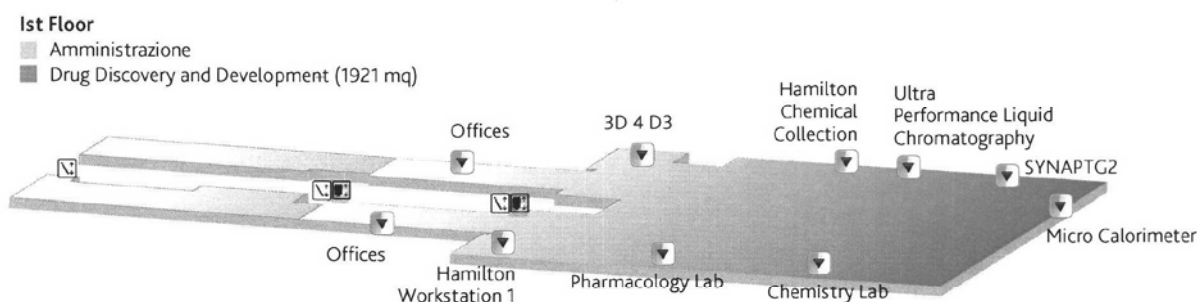 Ist Floor
Amministrazione
Drug Discovery and Development (1921 mq)
Offices
3D 4 D3
Hamilton
Chemical
Collection
Ultra
Performance Liquid
Chromatography
SYNAPTG2
Micro Calorimeter
Offices
Hamilton
Workstation 1
Pharmacology Lab
Chemistry Lab